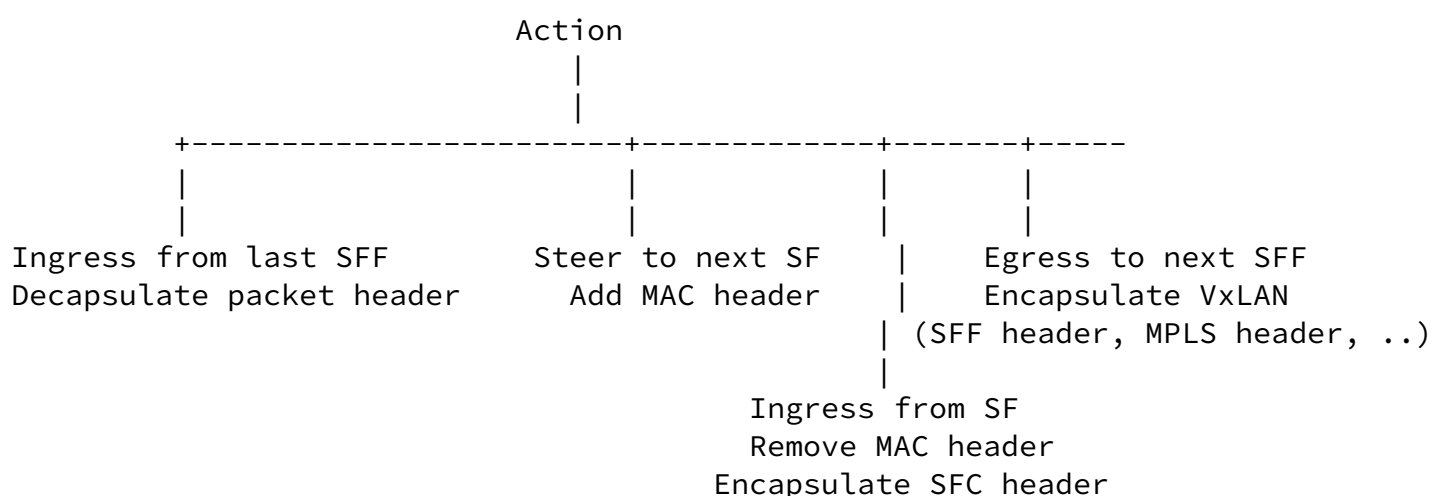 Action
Ingress from last SFF Steer to next SF Egress to next SFF
Decapsulate packet header Add MAC header Encapsulate VxLAN
(SFF header, MPLS header, ..)
Ingress from SF
Remove MAC header
Encapsulate SFC header